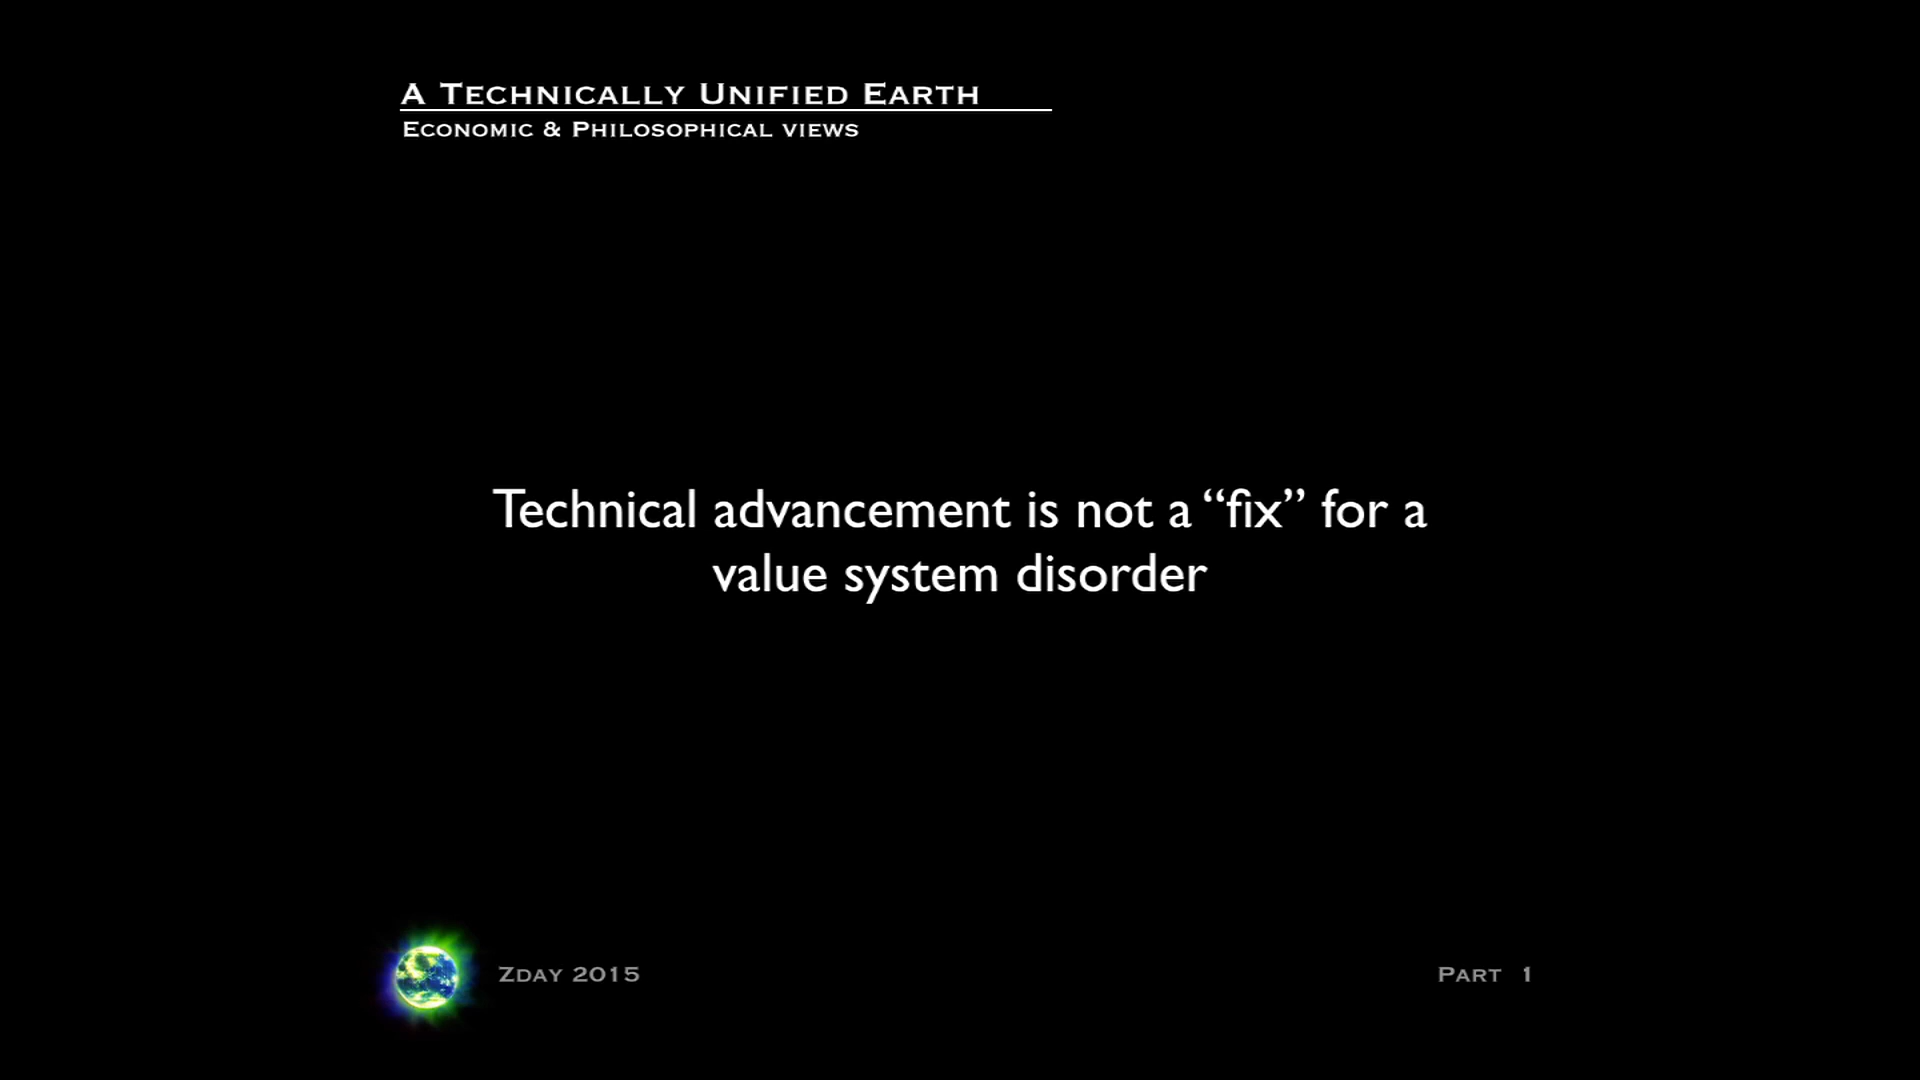 A Technically Unified Earth
Economic & Philosophical views
Technical advancement is not a “fix” for a
value system disorder
Zday 2015
Part 1